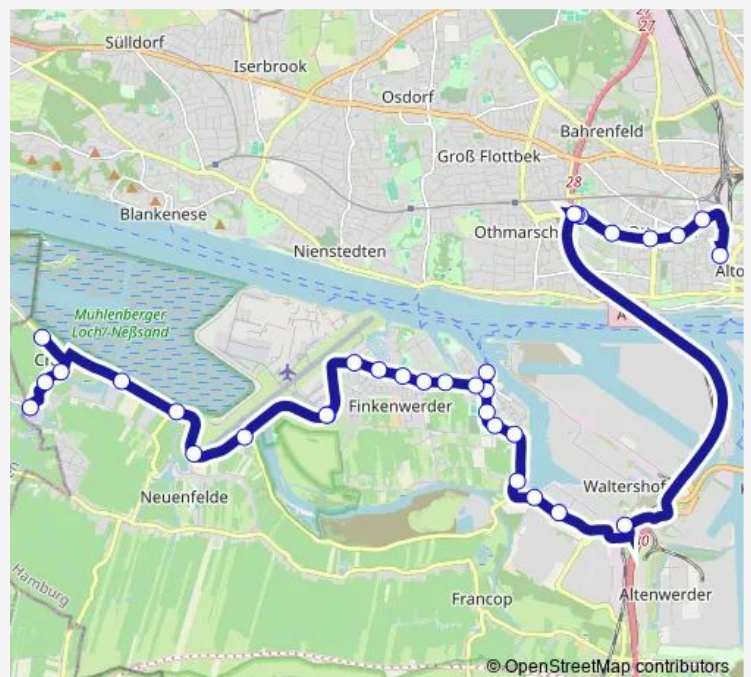 27
27
Sülldorf
Iserbrook
Osdorf
Bahrenfeld
Groß Flottbek
28
Blankenese
Othmarsch
Nienstedten
Alto
A
Muhlenberger
Loch/-Neßsand
Finkenwerder
Waltershof
Neuenfelde
30
Hamburg
Francop
Altenwerder
© OpenStreetMap contributors